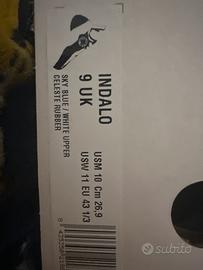 INDALO
9 UK
USM 10 Cm 26.9
USW 11 EU 43 1/3
SKY BLUE / WHITE UPPER
CELESTE RUBBER
subito